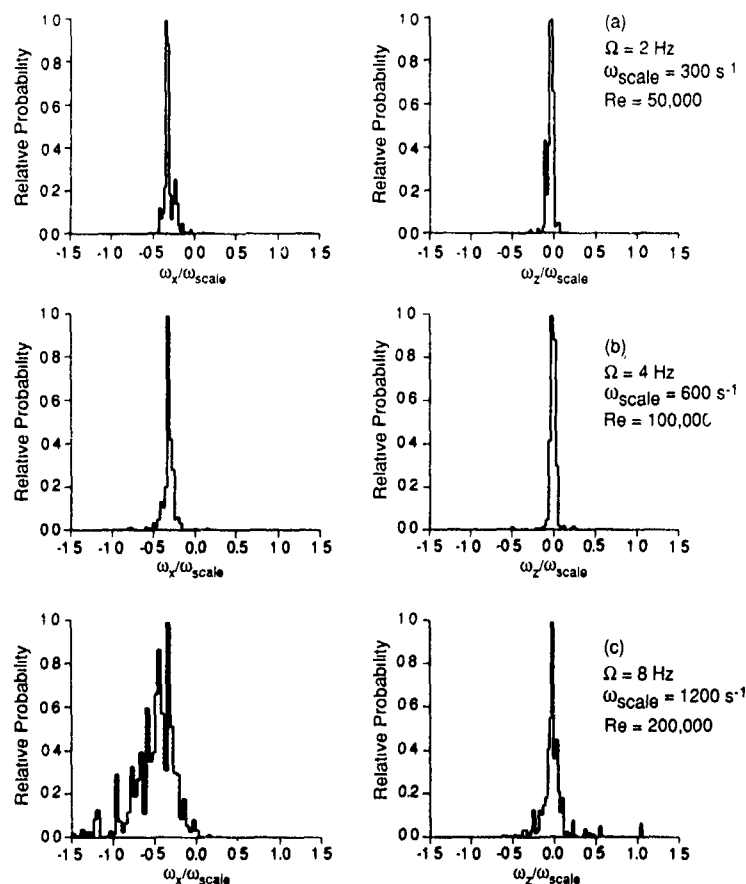 1 0
0 8
0 6
0 4
0.2
0 0
Relative Probability
-1 5 -1 0 -0.5 0.0 0.5 1 0 1 5
ωx/ωscale
1 0
0 8
0 6
0 4
0.2
0 0
Relative Probability
-1 5 -1 0 -0.5 0.0 0.5 1.0 1 5
ωz/ωscale
(a)
Ω = 2 Hz
ωscale = 300 s-1
Re = 50,000
1 0
0 8
0 6
0 4
0 2
0.0
Relative Probability
-1 5 -1 0 -0.5 0.0 0.5 1.0 1 5
ωx/ωscale
1 0
0 8
0 6
0 4
0 2
0.0
Relative Probability
-1 5 -1 0 -0.5 0.0 0.5 1.0 1 5
ωz/ωscale
(b)
Ω = 4 Hz
ωscale = 600 s-1
Re = 100,000
1 0
0.8
0.6
0.4
0.2
0.0
Relative Probability
-1.5 -1.0 -0.5 0.0 0.5 1.0 1 5
ωx/ωscale
1 0
0.8
0.6
0.4
0.2
0.0
Relative Probability
-1 5 -1.0 -0.5 0.0 0.5 1.0 1 5
ωz/ωscale
(c)
Ω = 8 Hz
ωscale = 1200 s-1
Re = 200,000